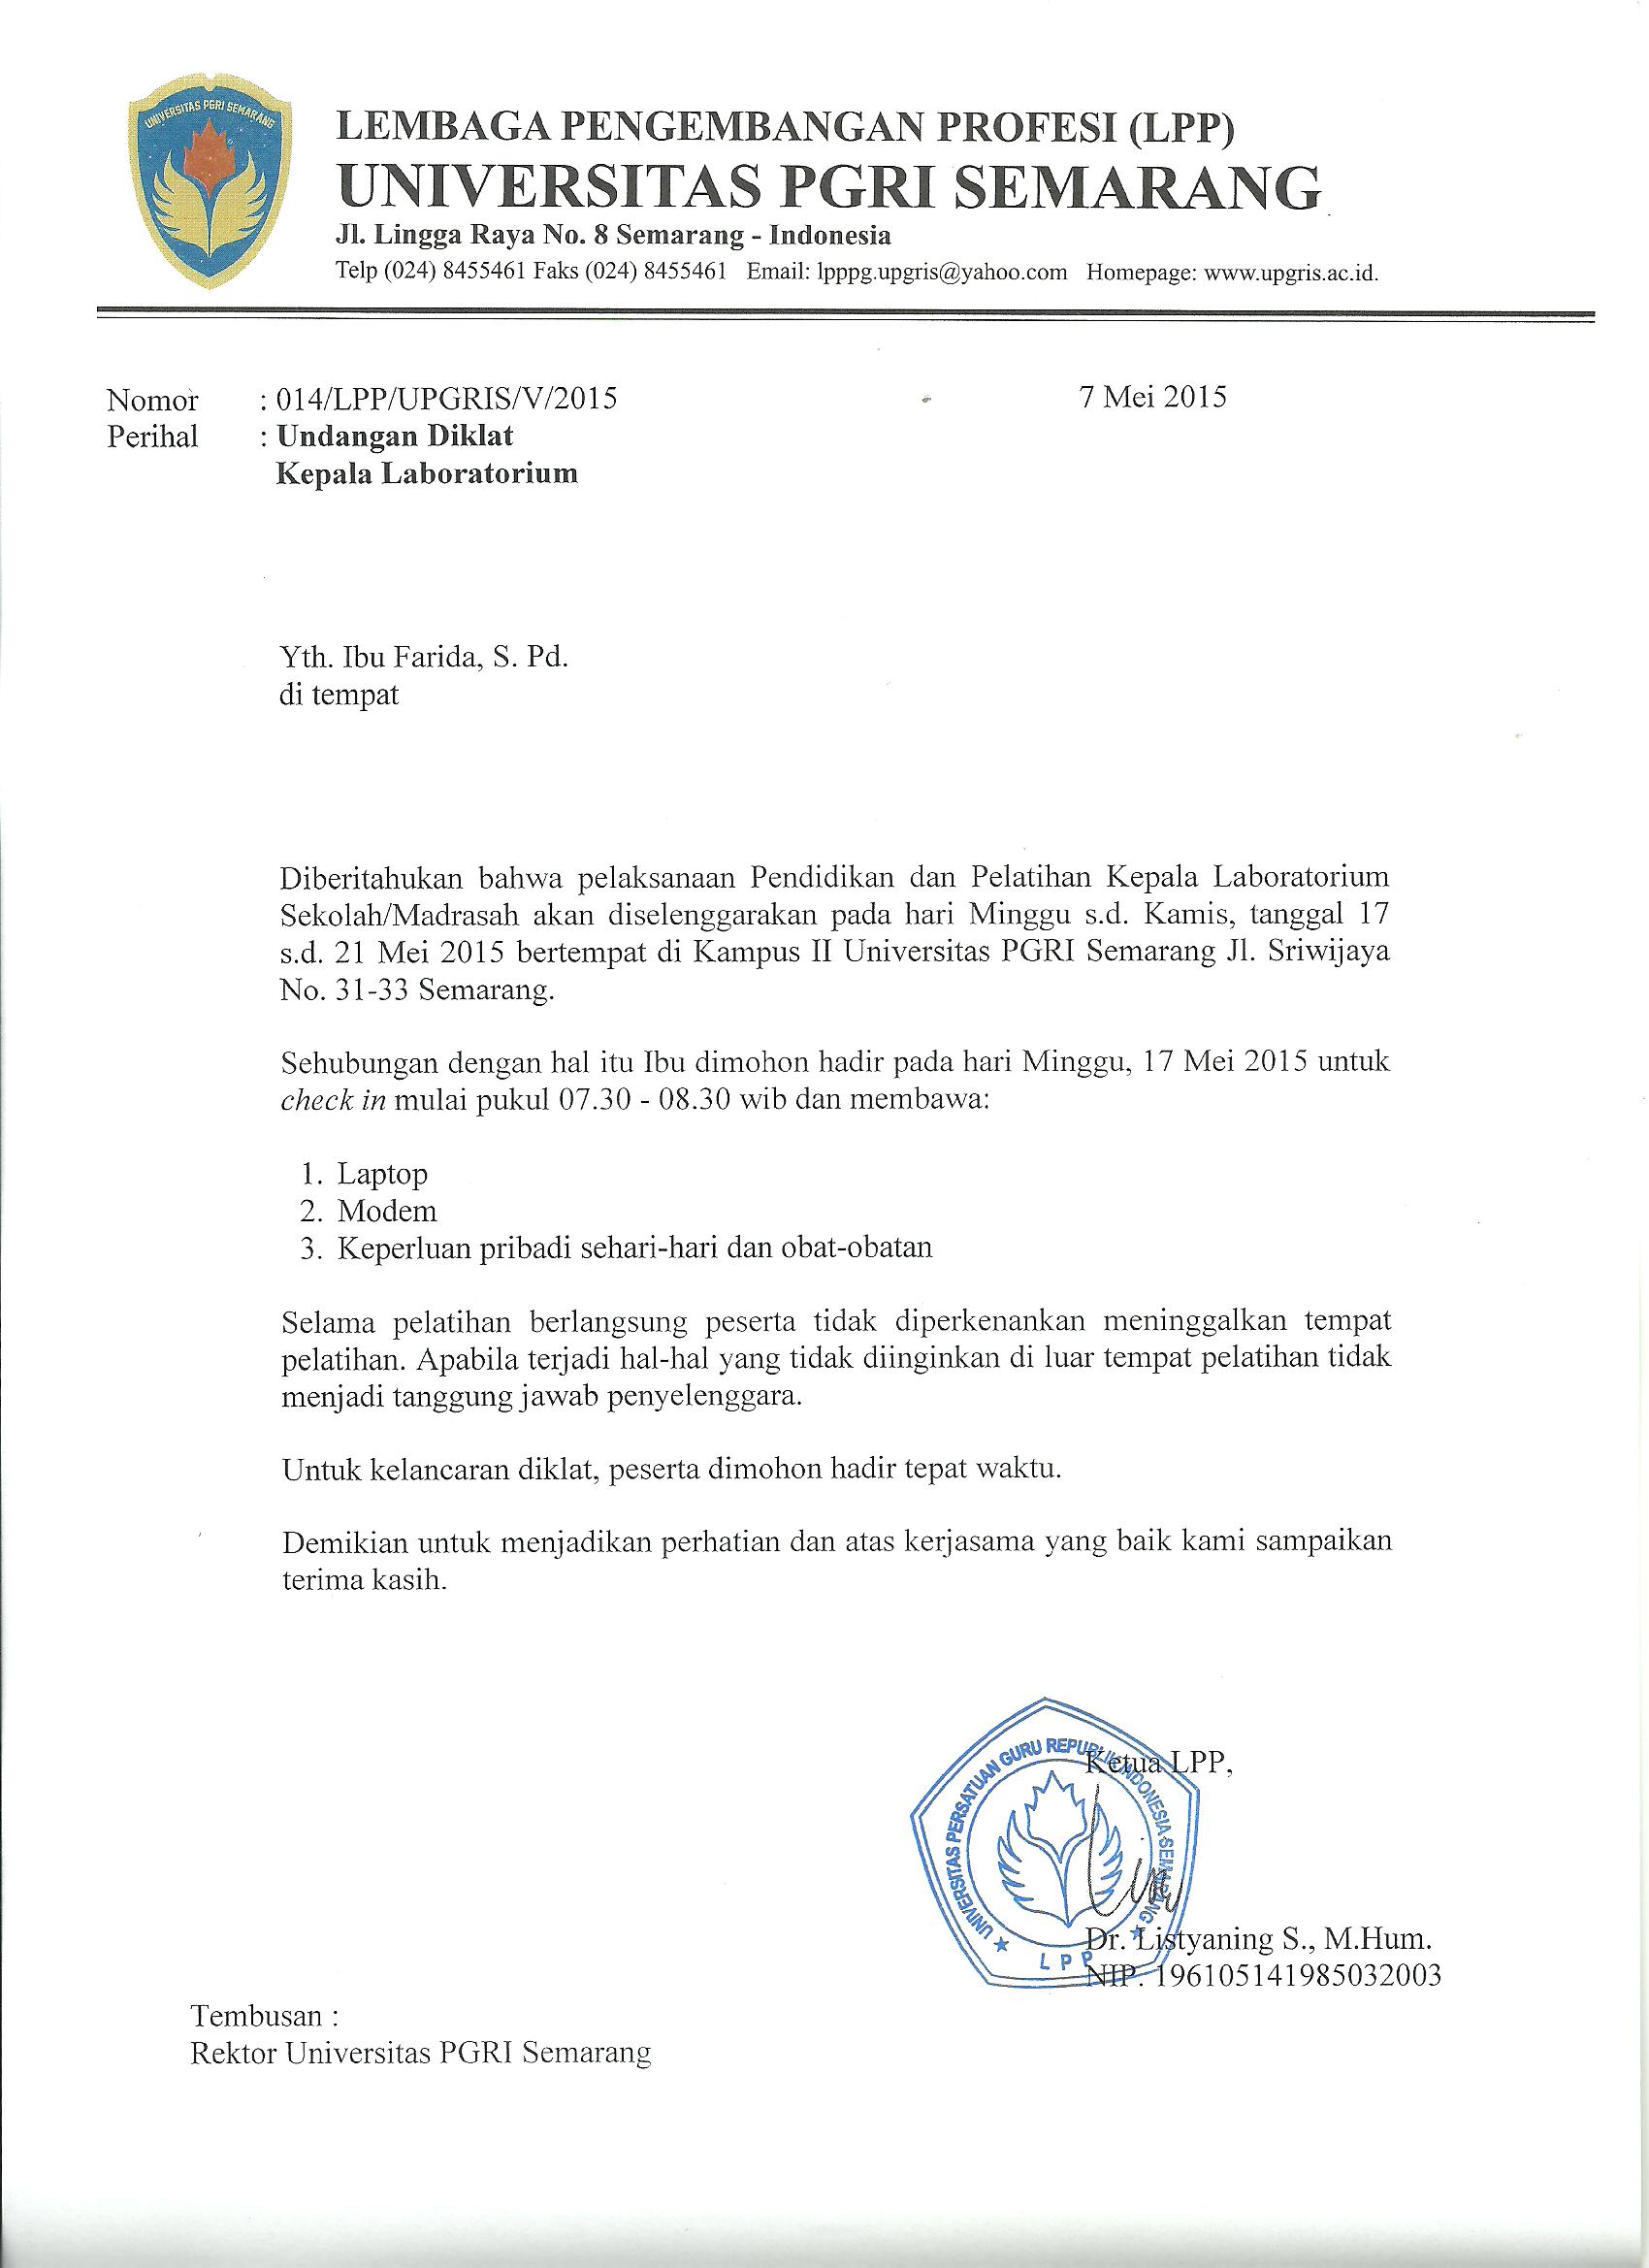 UNIVERSITAS PGRI SEMARANG
LEMBAGA PENGEMBANGAN PROFESI (LPP)
UNIVERSITAS PGRI SEMARANG
Jl. Lingga Raya No. 8 Semarang - Indonesia
Telp (024) 8455461 Faks (024) 8455461 Email: lpppg.upgris@yahoo.com Homepage: www.upgris.ac.id.
Nomor : 014/LPP/UPGRIS/V/2015 7 Mei 2015
Perihal : Undangan Diklat
Kepala Laboratorium
Yth. Ibu Farida, S. Pd.
di tempat
Diberitahukan bahwa pelaksanaan Pendidikan dan Pelatihan Kepala Laboratorium
Sekolah/Madrasah akan diselenggarakan pada hari Minggu s.d. Kamis, tanggal 17
s.d. 21 Mei 2015 bertempat di Kampus II Universitas PGRI Semarang Jl. Sriwijaya
No. 31-33 Semarang.
Sehubungan dengan hal itu Ibu dimohon hadir pada hari Minggu, 17 Mei 2015 untuk
check in mulai pukul 07.30 - 08.30 wib dan membawa:
1. Laptop
2. Modem
3. Keperluan pribadi sehari-hari dan obat-obatan
Selama pelatihan berlangsung peserta tidak diperkenankan meninggalkan tempat
pelatihan. Apabila terjadi hal-hal yang tidak diinginkan di luar tempat pelatihan tidak
menjadi tanggung jawab penyelenggara.
Untuk kelancaran diklat, peserta dimohon hadir tepat waktu.
Demikian untuk menjadikan perhatian dan atas kerjasama yang baik kami sampaikan
terima kasih.
Ketua LPP,
UNIVERSITAS PERSATUAN GURU REPUBLIK INDONESIA SEMARANG
LPP
Dr. Listyaning S., M.Hum.
NIP. 196105141985032003
Tembusan :
Rektor Universitas PGRI Semarang